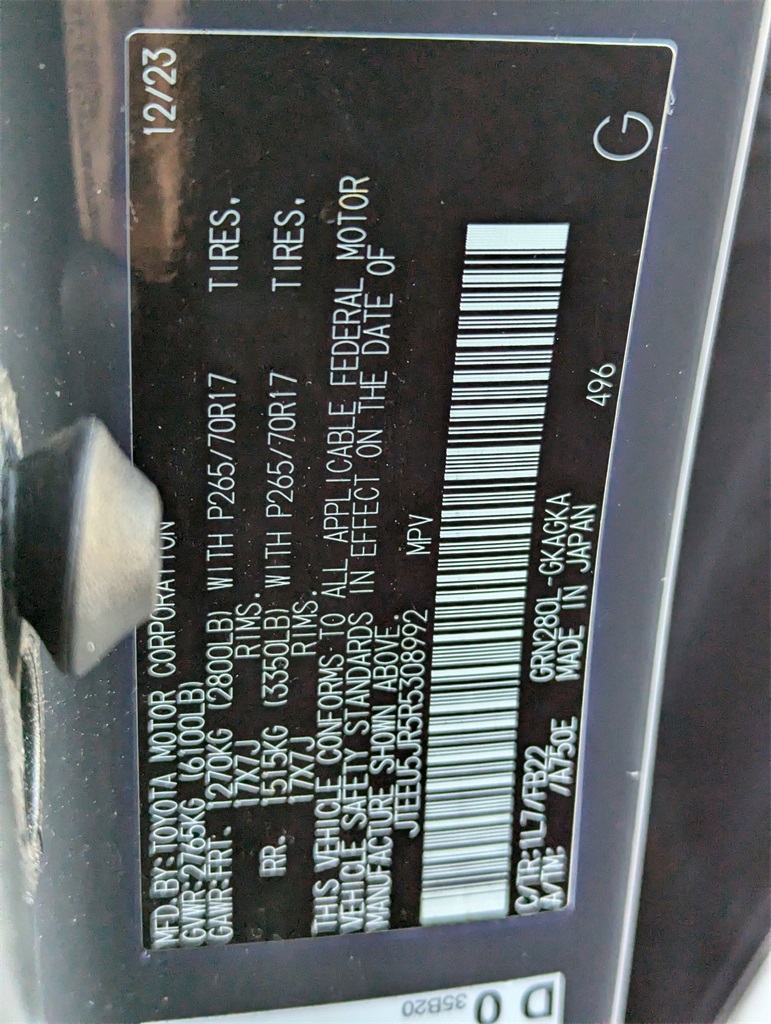 MFD. BY: TOYOTA MOTOR CORPORATION 12/23
GVWR: 2765KG (6100LB)
GAWR: FRT. 1270KG (2800LB) WITH P265/70R17 TIRES,
17X7J RIMS.
RR. 1515KG (3350LB) WITH P265/70R17 TIRES,
17X7J RIMS.
THIS VEHICLE CONFORMS TO ALL APPLICABLE FEDERAL MOTOR
VEHICLE SAFETY STANDARDS IN EFFECT ON THE DATE OF
MANUFACTURE SHOWN ABOVE.
JTEEU5JR5R5308992 MPV
C/TR: 1L7/FB22 GRN280L-GKAGKA 496 G
A/TM: /A750E MADE IN JAPAN
D 0
35B20